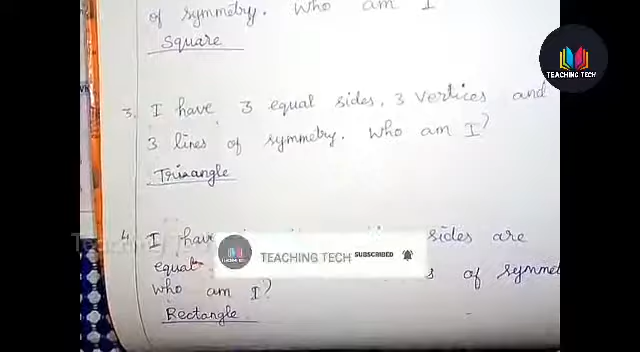 of symmetry. Who am I
Square
TEACHING TECH
3. I have 3 equal sides, 3 vertices and
3 lines of symmetry. Who am I?
Triangle
4. I have sides are
equal of symmet
TEACHING TECH SUBSCRIBED
who am I?
Rectangle